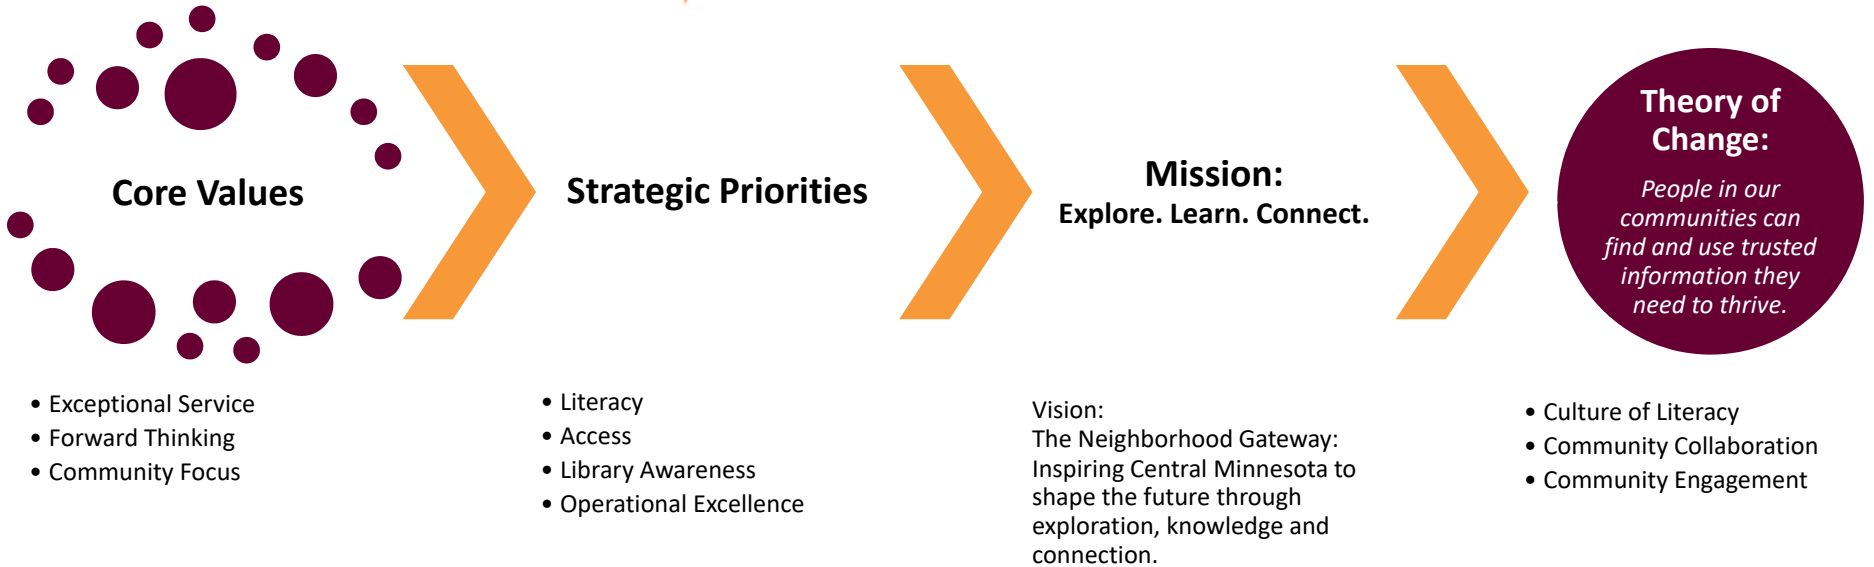 Core Values
• Exceptional Service
• Forward Thinking
• Community Focus
Strategic Priorities
• Literacy
• Access
• Library Awareness
• Operational Excellence
Mission:
Explore. Learn. Connect.
Vision:
The Neighborhood Gateway:
Inspiring Central Minnesota to
shape the future through
exploration, knowledge and
connection.
Theory of
Change:
People in our
communities can
find and use trusted
information they
need to thrive.
• Culture of Literacy
• Community Collaboration
• Community Engagement